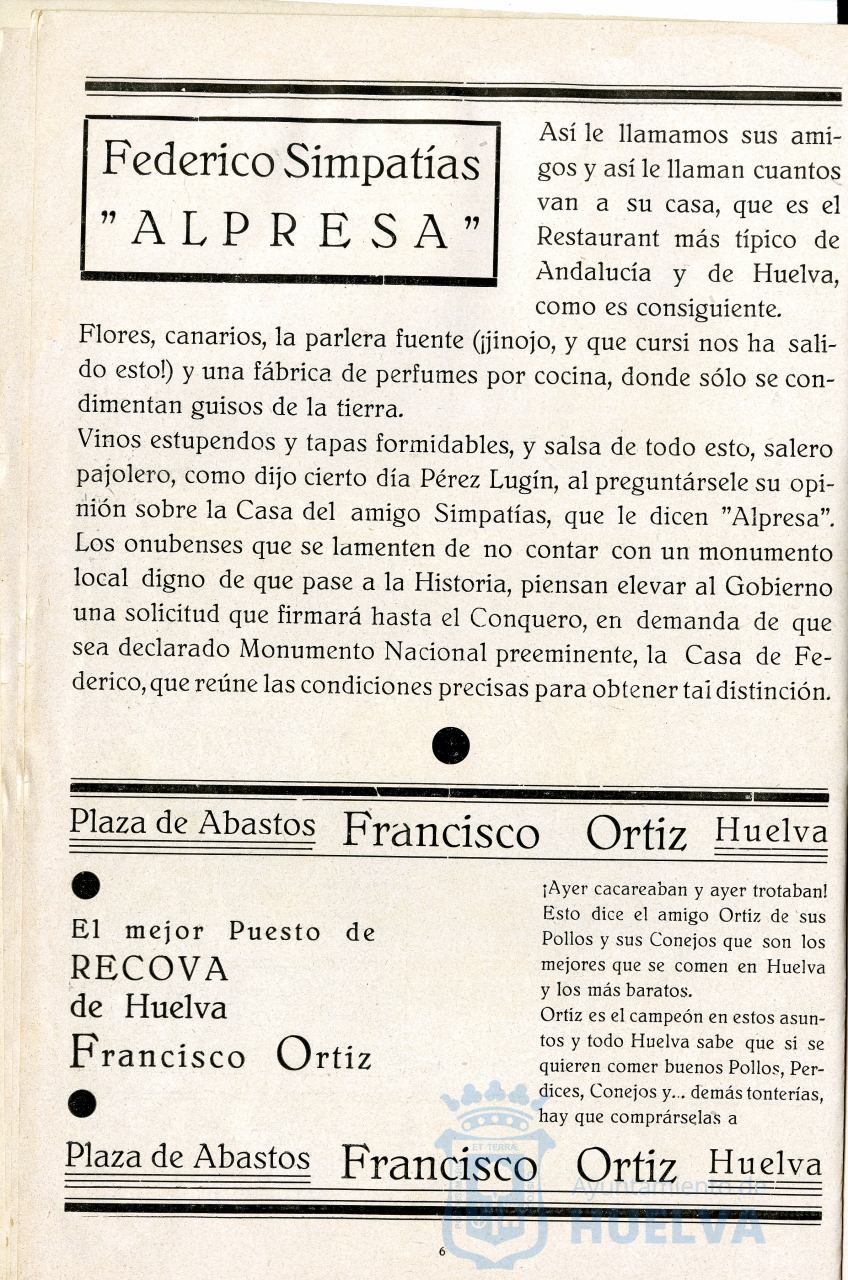 Federico Simpatías
"ALPRESA"
Así le llamamos sus ami-
gos y así le llaman cuantos
van a su casa, que es el
Restaurant más típico de
Andalucía y de Huelva,
como es consiguiente.
Flores, canarios, la parlera fuente (¡jinojo, y que cursi nos ha sali-
do esto!) y una fábrica de perfumes por cocina, donde sólo se con-
dimentan guisos de la tierra.
Vinos estupendos y tapas formidables, y salsa de todo esto, salero
pajolero, como dijo cierto día Pérez Lugín, al preguntársele su opi-
nión sobre la Casa del amigo Simpatías, que le dicen "Alpresa".
Los onubenses que se lamenten de no contar con un monumento
local digno de que pase a la Historia, piensan elevar al Gobierno
una solicitud que firmará hasta el Conquero, en demanda de que
sea declarado Monumento Nacional preeminente, la Casa de Fe-
derico, que reúne las condiciones precisas para obtener tal distinción.
Plaza de Abastos Francisco Ortiz Huelva
El mejor Puesto de
RECOVA
de Huelva
Francisco Ortiz
¡Ayer cacareaban y ayer trotaban!
Esto dice el amigo Ortiz de sus
Pollos y sus Conejos que son los
mejores que se comen en Huelva
y los más baratos.
Ortiz es el campeón en estos asun-
tos y todo Huelva sabe que si se
quieren comer buenos Pollos, Per-
dices, Conejos y... demás tonterías,
hay que comprárselas a
Plaza de Abastos Francisco Ortiz Huelva
ET TERRÆ
Ayuntamiento de
HUELVA
6